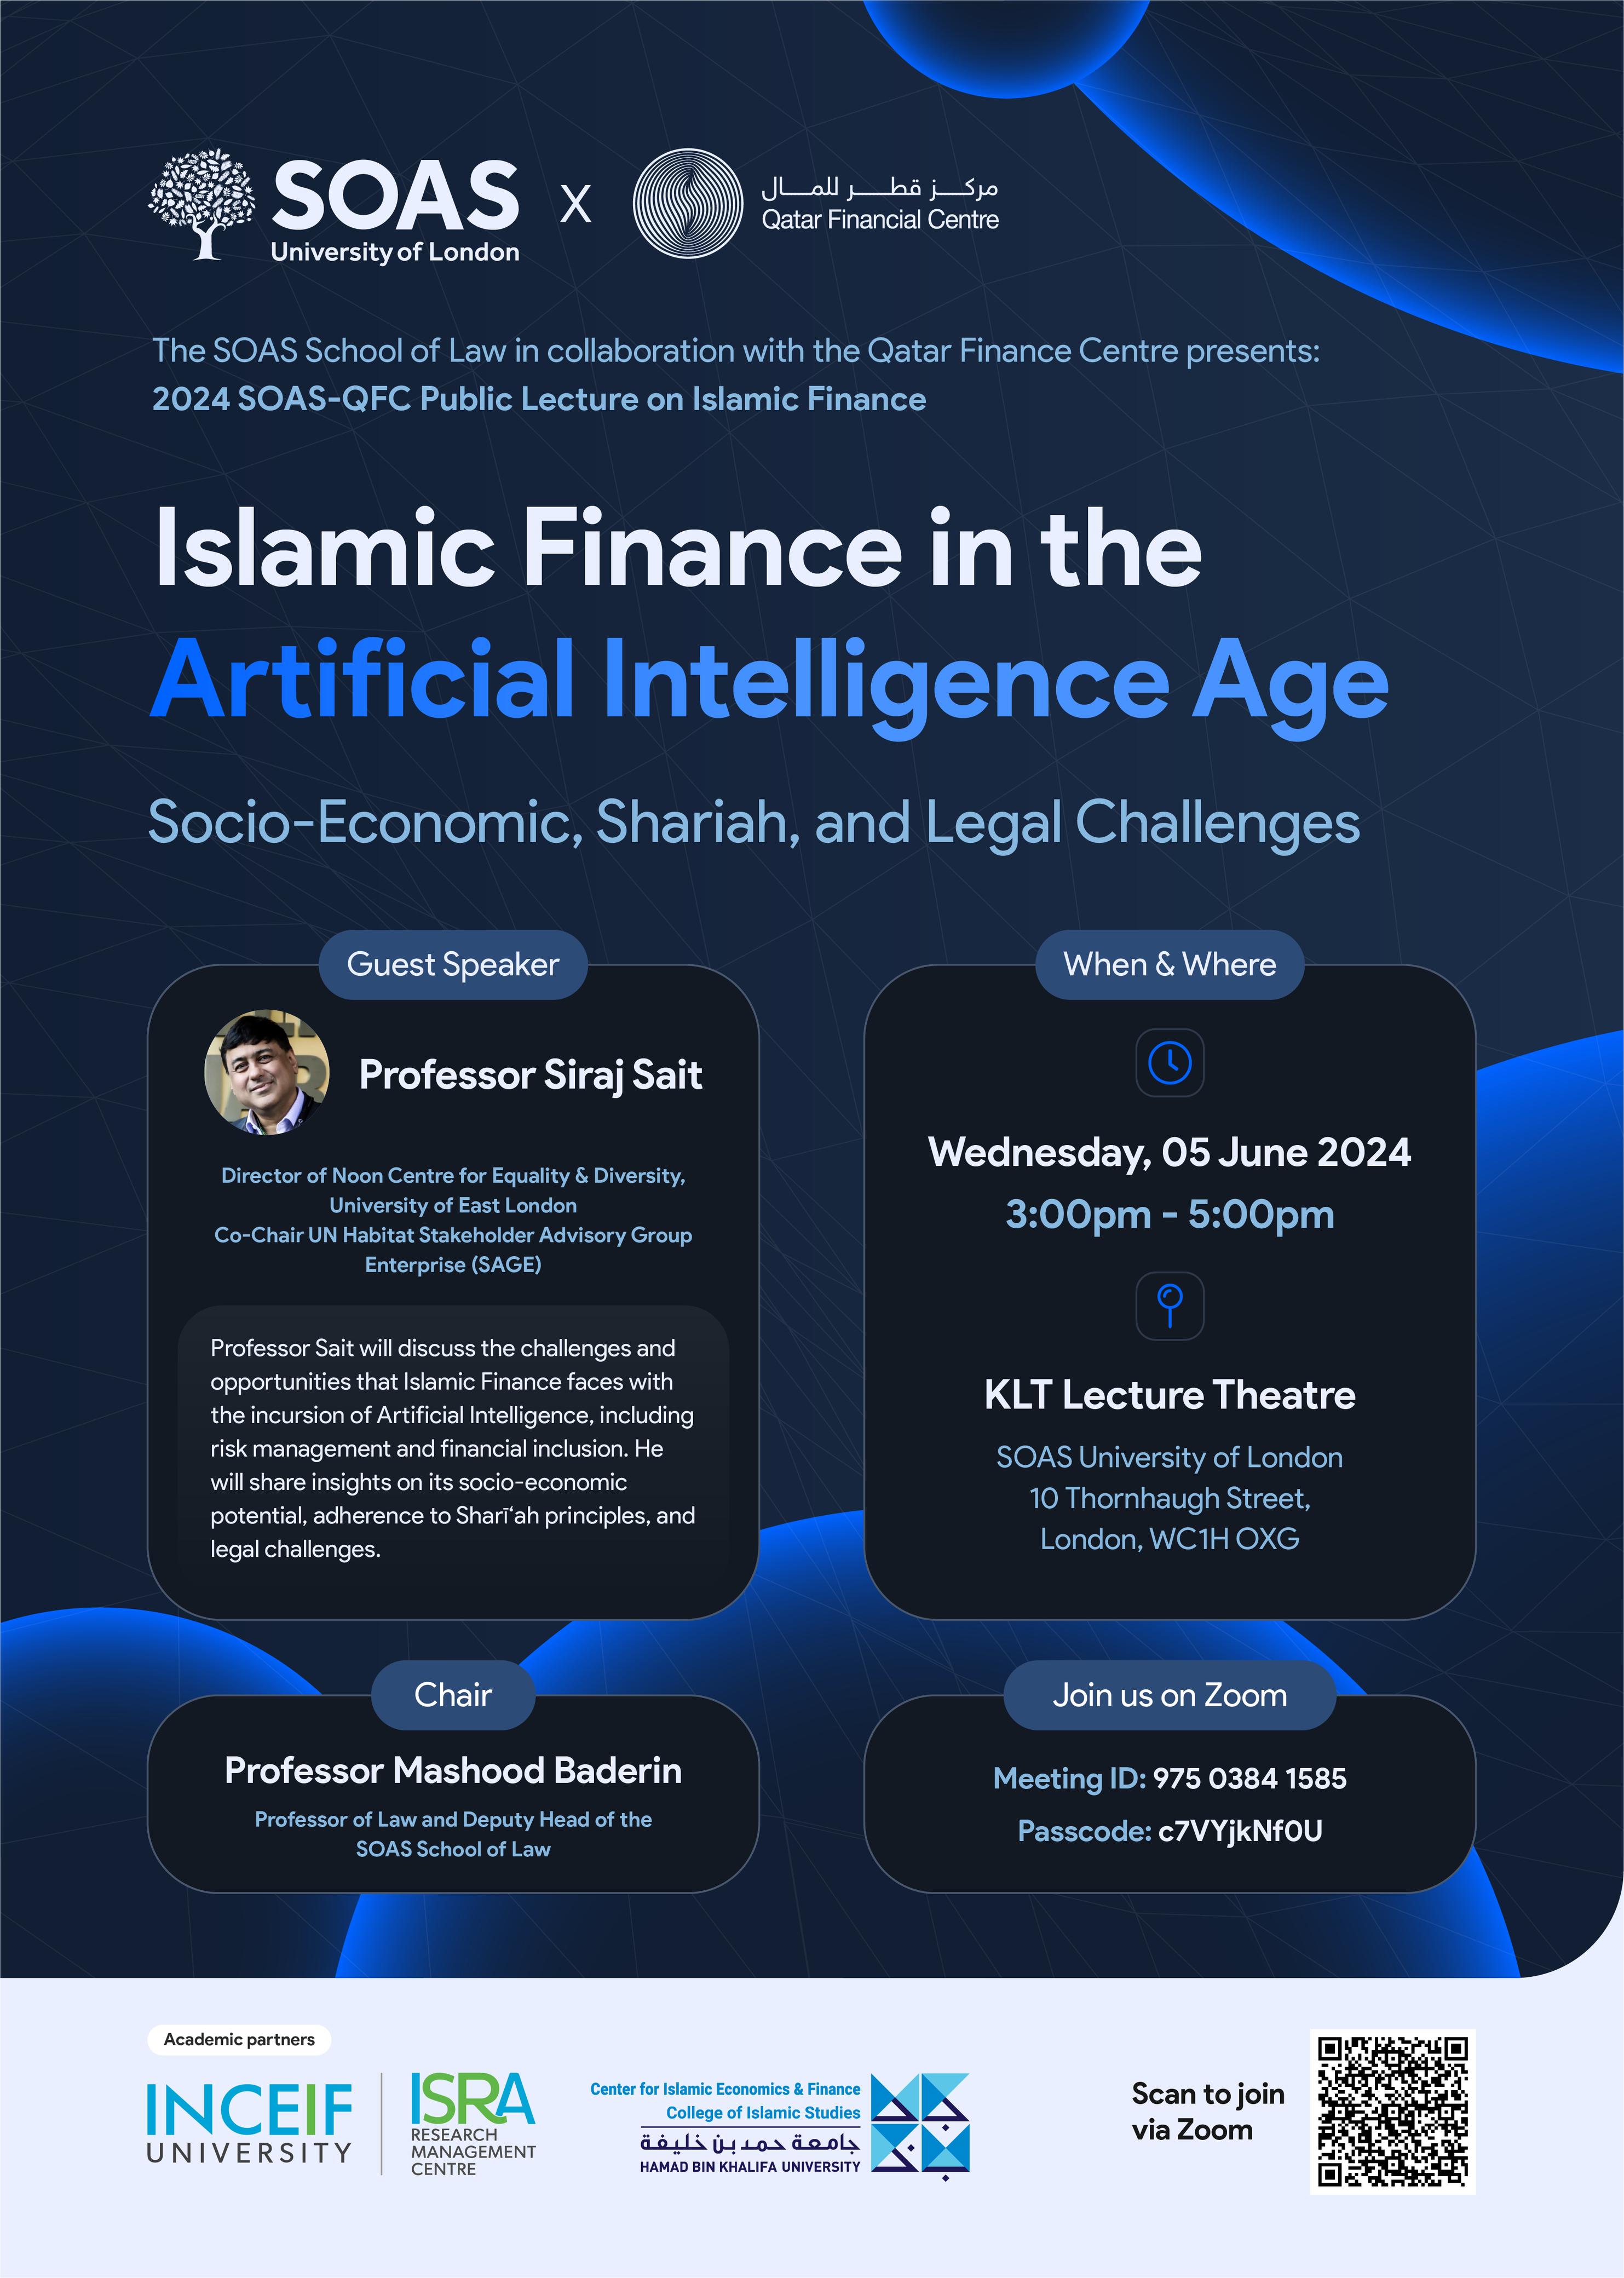 SOAS
University of London
X
مركز قطر للمال
Qatar Financial Centre
The SOAS School of Law in collaboration with the Qatar Finance Centre presents:
2024 SOAS-QFC Public Lecture on Islamic Finance
Islamic Finance in the
Artificial Intelligence Age
Socio-Economic, Shariah, and Legal Challenges
Guest Speaker
Professor Siraj Sait
Director of Noon Centre for Equality & Diversity,
University of East London
Co-Chair UN Habitat Stakeholder Advisory Group
Enterprise (SAGE)
Professor Sait will discuss the challenges and
opportunities that Islamic Finance faces with
the incursion of Artificial Intelligence, including
risk management and financial inclusion. He
will share insights on its socio-economic
potential, adherence to Sharī‘ah principles, and
legal challenges.
When & Where
Wednesday, 05 June 2024
3:00pm - 5:00pm
KLT Lecture Theatre
SOAS University of London
10 Thornhaugh Street,
London, WC1H OXG
Chair
Professor Mashood Baderin
Professor of Law and Deputy Head of the
SOAS School of Law
Join us on Zoom
Meeting ID: 975 0384 1585
Passcode: c7VYjkNf0U
Academic partners
INCEIF
UNIVERSITY
ISRA
RESEARCH
MANAGEMENT
CENTRE
Center for Islamic Economics & Finance
College of Islamic Studies
جامعة حمد بن خليفة
HAMAD BIN KHALIFA UNIVERSITY
Scan to join
via Zoom